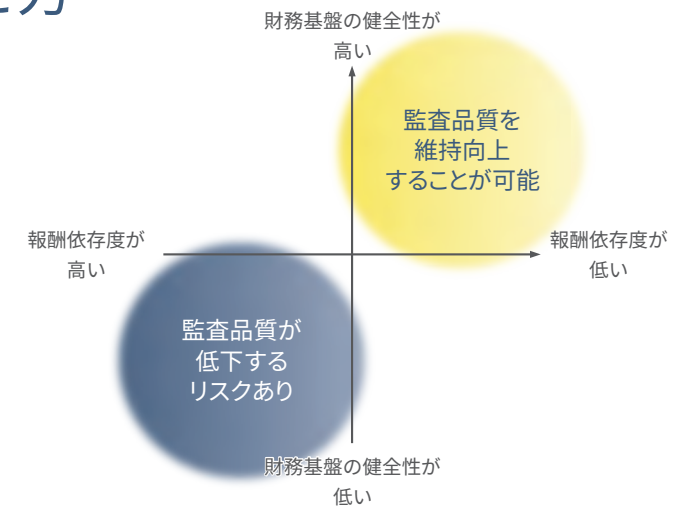 財務基盤の健全性が
高い
監査品質を
維持向上
することが可能
報酬依存度が
高い
報酬依存度が
低い
監査品質が
低下する
リスクあり
財務基盤の健全性が
低い